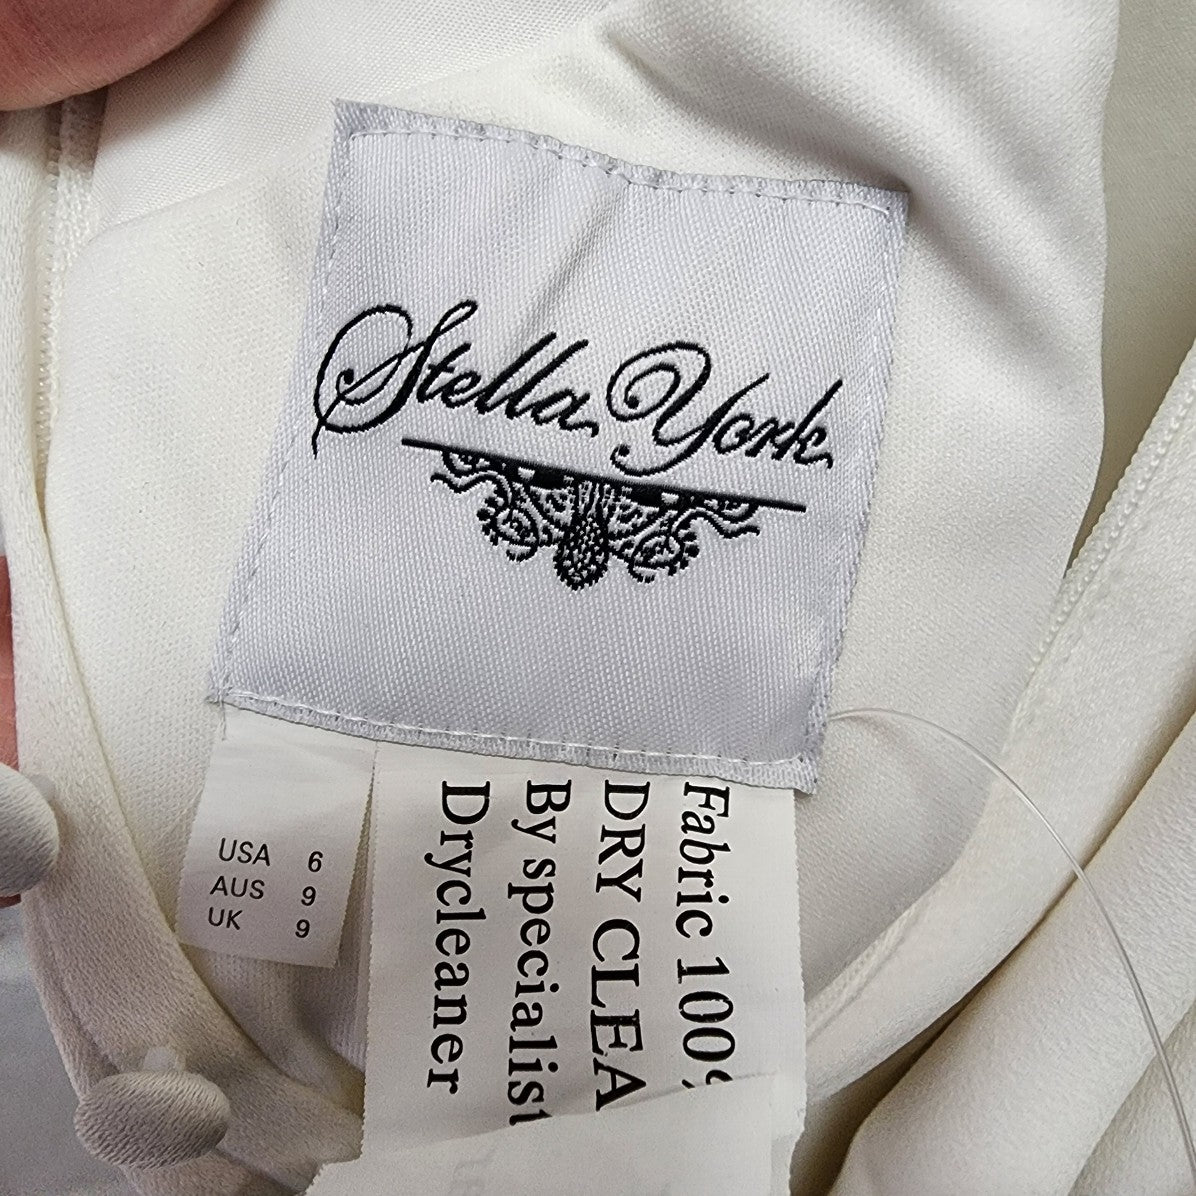 Stella York
USA 6
AUS 9
UK 9
Fabric 100
DRY CLEA
By specialist
Drycleaner